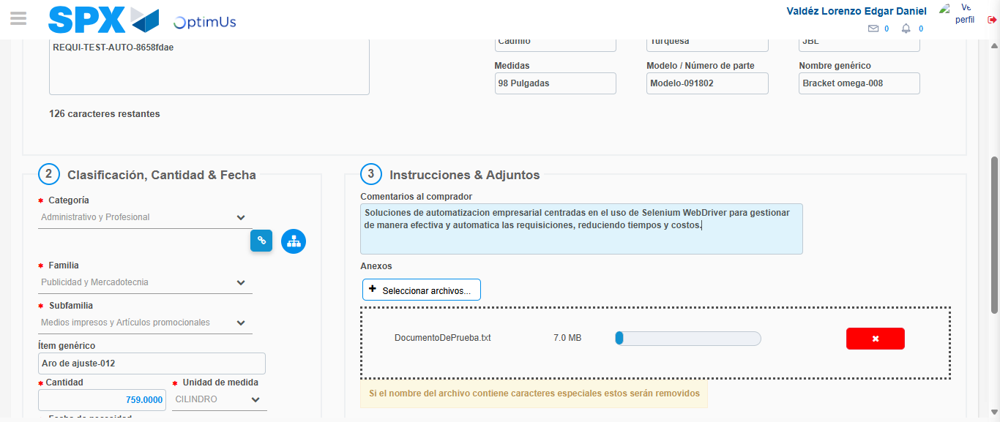 SPX OptimUs
Valdéz Lorenzo Edgar Daniel
Ve
perfil
0 0
REQUI-TEST-AUTO-8658fdae
126 caracteres restantes
Cadmio
Turquesa
JBL
Medidas
Modelo / Número de parte
Nombre genérico
98 Pulgadas
Modelo-091802
Bracket omega-008
2 Clasificación, Cantidad & Fecha
* Categoría
Administrativo y Profesional
* Familia
Publicidad y Mercadotecnia
* Subfamilia
Medios impresos y Artículos promocionales
Ítem genérico
Aro de ajuste-012
* Cantidad
* Unidad de medida
759.0000
CILINDRO
Fecha de necesidad
3 Instrucciones & Adjuntos
Comentarios al comprador
Soluciones de automatizacion empresarial centradas en el uso de Selenium WebDriver para gestionar
de manera efectiva y automatica las requisiciones, reduciendo tiempos y costos.
Anexos
+ Seleccionar archivos...
DocumentoDePrueba.txt
7.0 MB
Si el nombre del archivo contiene caracteres especiales estos serán removidos